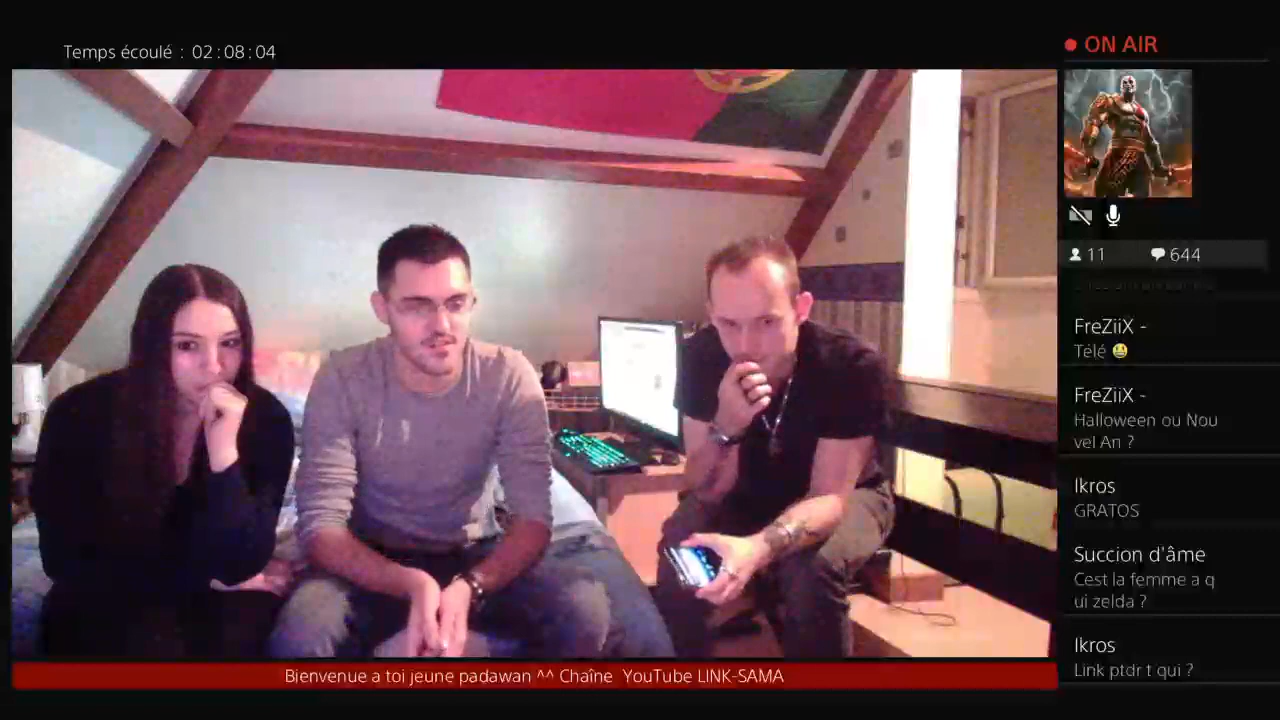 Temps écoulé : 02:08:04
ON AIR
11 644
FreZiiX -
Télé
FreZiiX -
Halloween ou Nou
vel An ?
Ikros
GRATOS
Succion d'âme
Cest la femme a q
ui zelda ?
Ikros
Link ptdr t qui ?
Bienvenue a toi jeune padawan ^^ Chaîne YouTube LINK-SAMA